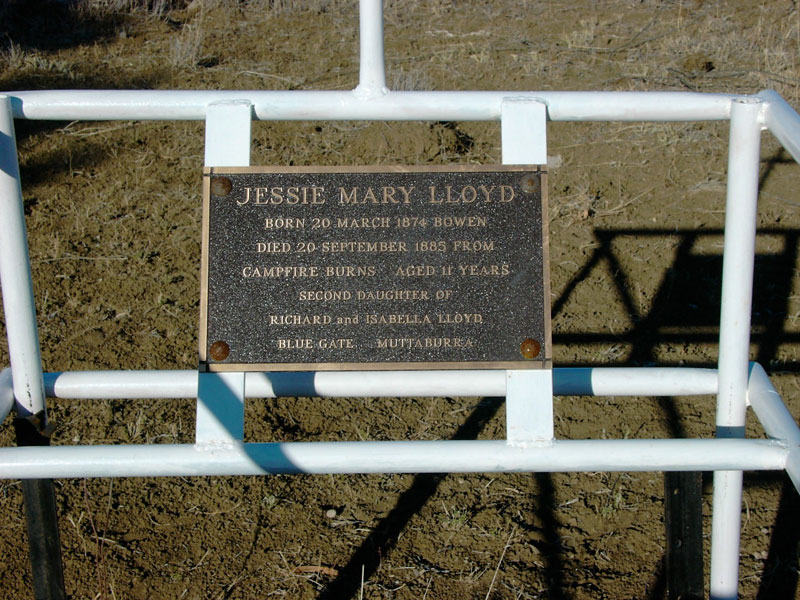 JESSIE MARY LLOYD
BORN 20 MARCH 1874 BOWEN
DIED 20 SEPTEMBER 1885 FROM
CAMPFIRE BURNS AGED 11 YEARS
SECOND DAUGHTER OF
RICHARD and ISABELLA LLOYD
BLUE GATE MUTTABURRA